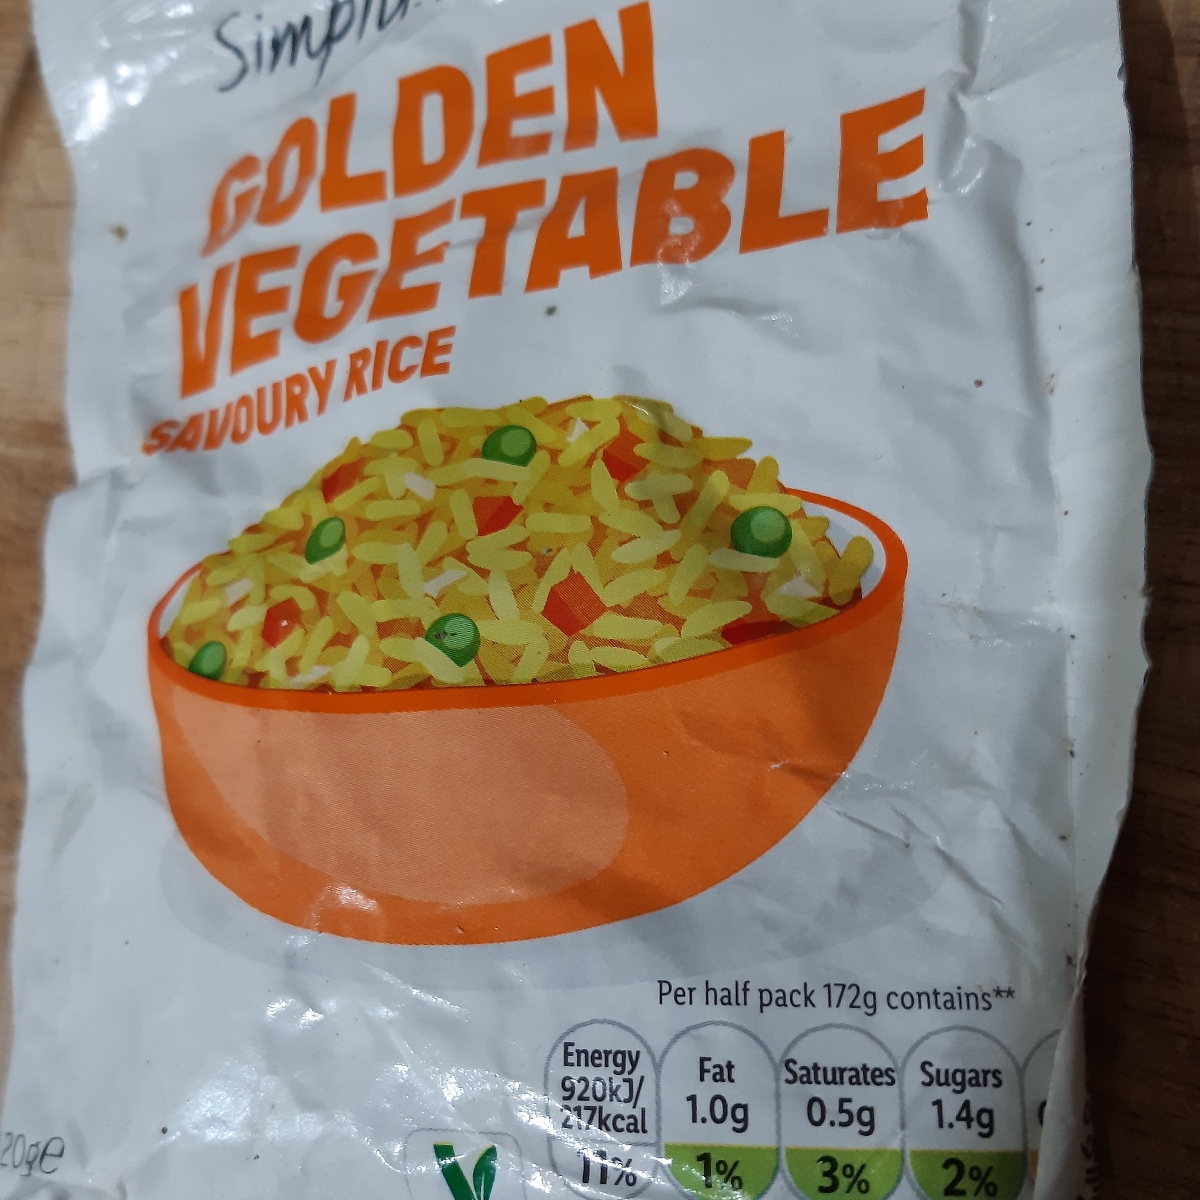 GOLDEN
VEGETABLE
SAVOURY RICE
Per half pack 172g contains**
Energy
920kJ/
217kcal
11%
Fat
1.0g
1%
Saturates
0.5g
3%
Sugars
1.4g
2%
20g e